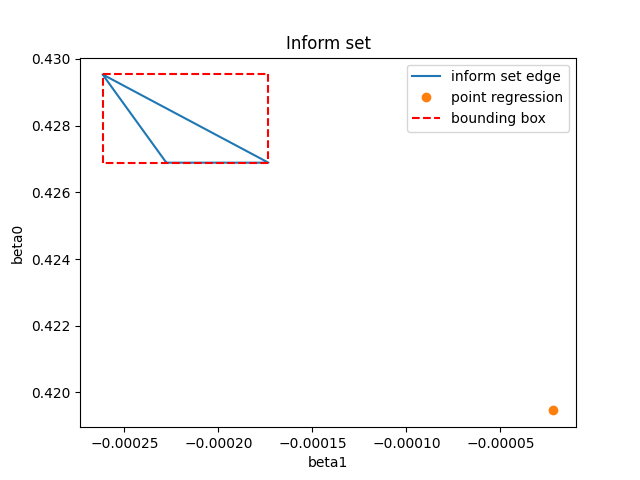 Inform set
inform set edge
point regression
bounding box
0.430
0.428
0.426
0.424
0.422
0.420
beta0
−0.00025
−0.00020
−0.00015
−0.00010
−0.00005
beta1